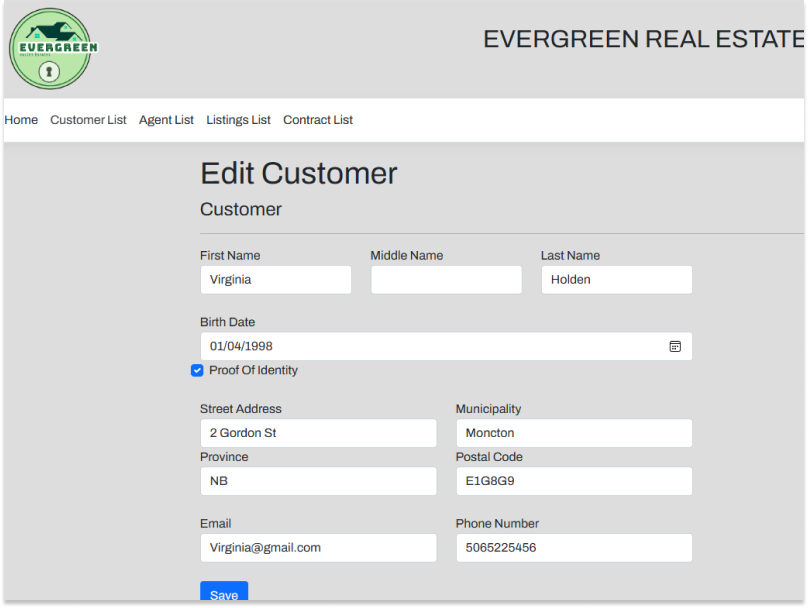 EVERGREEN
EVERGREEN REAL ESTATE
Home Customer List Agent List Listings List Contract List
Edit Customer
Customer
First Name Middle Name Last Name
Virginia Holden
Birth Date
01/04/1998
Proof Of Identity
Street Address Municipality
2 Gordon St Moncton
Province Postal Code
NB E1G8G9
Email Phone Number
Virginia@gmail.com 5065225456
Save